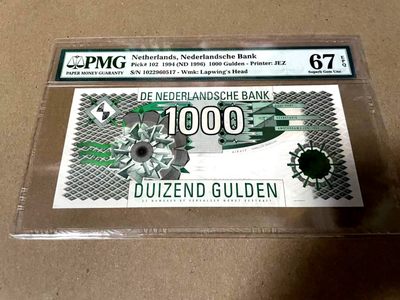 PMG
PAPER MONEY GUARANTY
Netherlands, Nederlandsche Bank
Pick# 102 1994 (ND 1996) 1000 Gulden - Printer: JEZ
S/N 1022960517 - Wmk: Lapwing's Head
67 EPQ
Superb Gem Unc
DE NEDERLANDSCHE BANK
1000
DUIZEND GULDEN